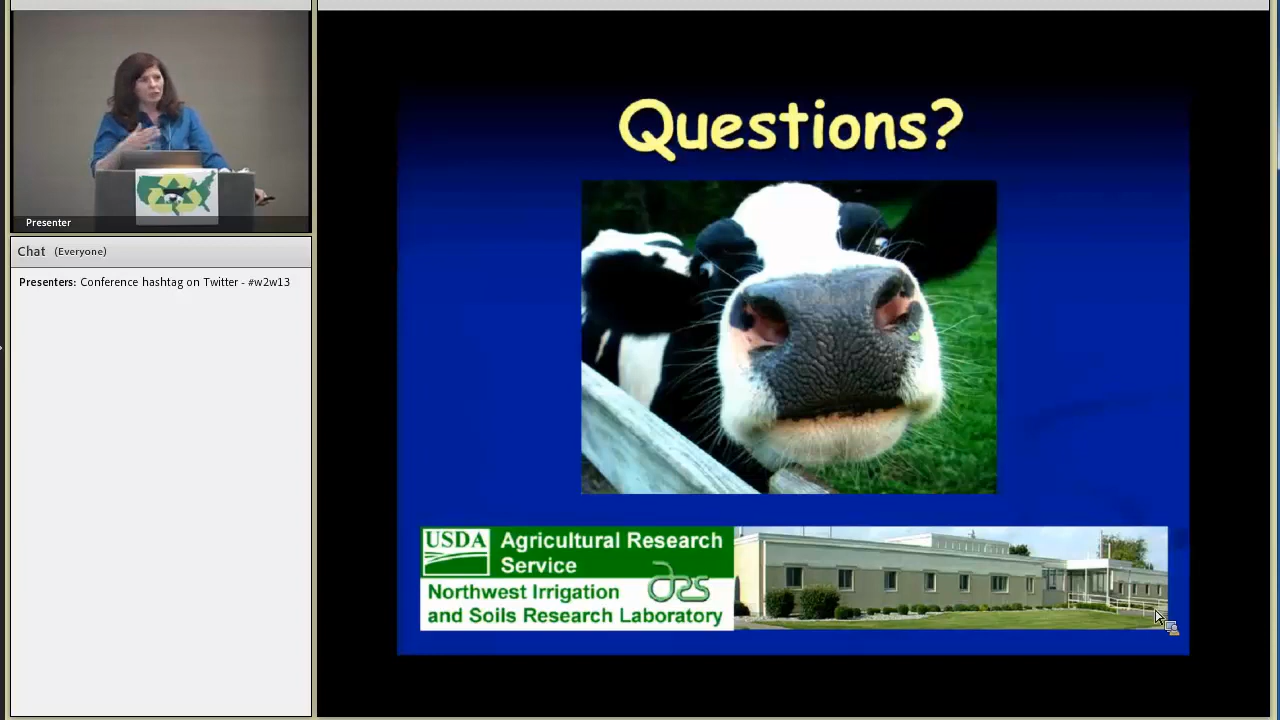 Presenter
Chat (Everyone)
Presenters: Conference hashtag on Twitter - #w2w13
Questions?
USDA
Agricultural Research
Service
ars
Northwest Irrigation
and Soils Research Laboratory